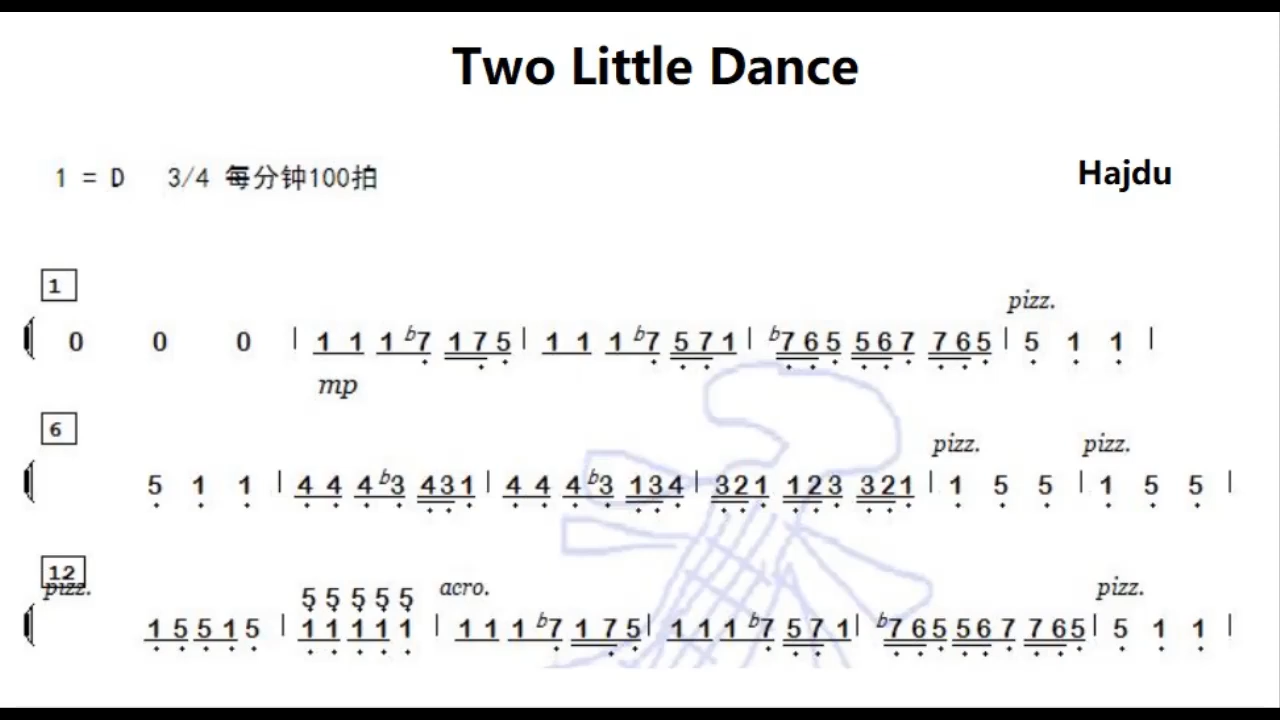 Two Little Dance
1 = D 3/4 每分钟100拍
Hajdu
1
pizz.
0 0 0 | 1 1 1 b7 1 7 5 | 1 1 1 b7 5 7 1 | b7 6 5 5 6 7 7 6 5 | 5 1 1 |
mp
6
pizz. pizz.
5 1 1 | 4 4 4 b3 4 3 1 | 4 4 4 b3 1 3 4 | 3 2 1 1 2 3 3 2 1 | 1 5 5 | 1 5 5 |
12
pizz. acro. pizz.
5 5 5 5 5
1 5 5 1 5 | 1 1 1 1 1 | 1 1 1 b7 1 7 5 | 1 1 1 b7 5 7 1 | b7 6 5 5 6 7 7 6 5 | 5 1 1 |